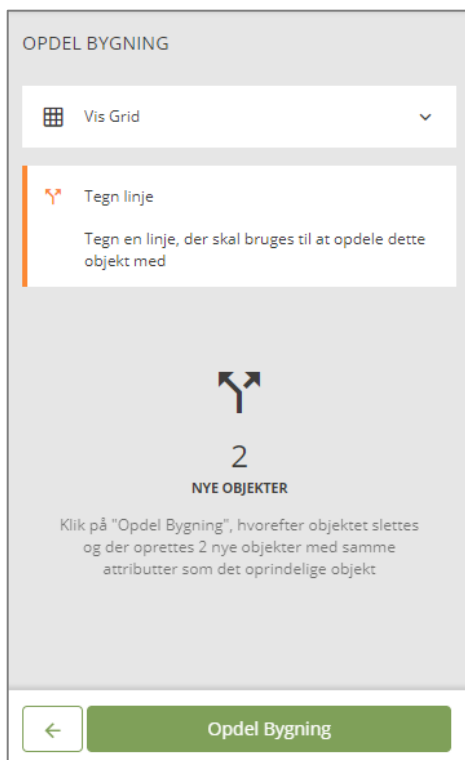 OPDEL BYGNING
Vis Grid
Tegn linje
Tegn en linje, der skal bruges til at opdele dette
objekt med
2
NYE OBJEKTER
Klik på "Opdel Bygning", hvorefter objektet slettes
og der oprettes 2 nye objekter med samme
attributter som det oprindelige objekt
Opdel Bygning